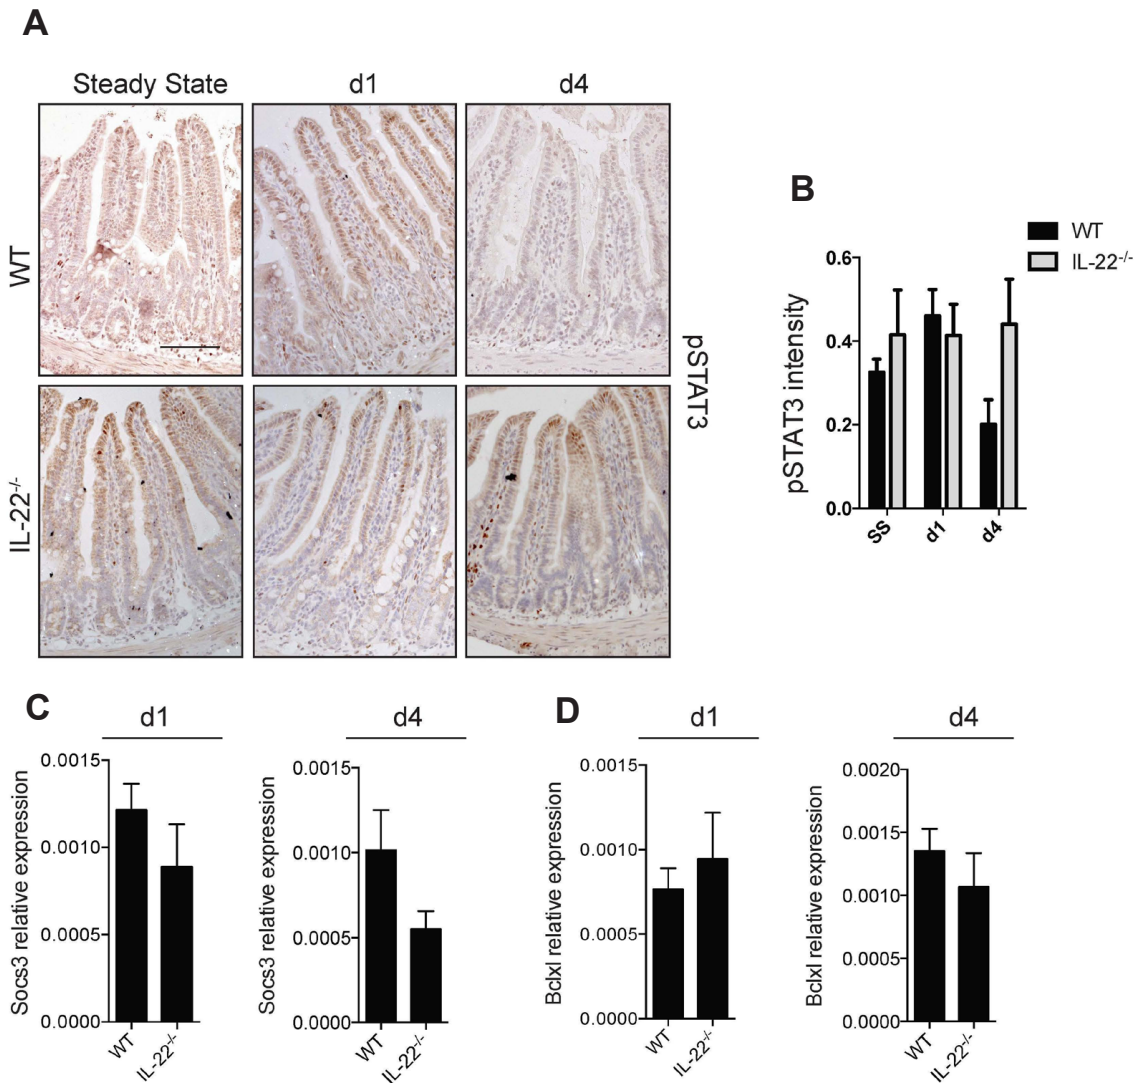 A
Steady State d1 d4
WT
IL-22-/-
pSTAT3
B
WT
IL-22-/-
pSTAT3 intensity
0.6
0.4
0.2
0.0
SS d1 d4
C
d1
Socs3 relative expression
0.0015
0.0010
0.0005
0.0000
WT IL-22-/-
d4
Socs3 relative expression
0.0015
0.0010
0.0005
0.0000
WT IL-22-/-
D
d1
Bclxl relative expression
0.0015
0.0010
0.0005
0.0000
WT IL-22-/-
d4
Bclxl relative expression
0.0020
0.0015
0.0010
0.0005
0.0000
WT IL-22-/-